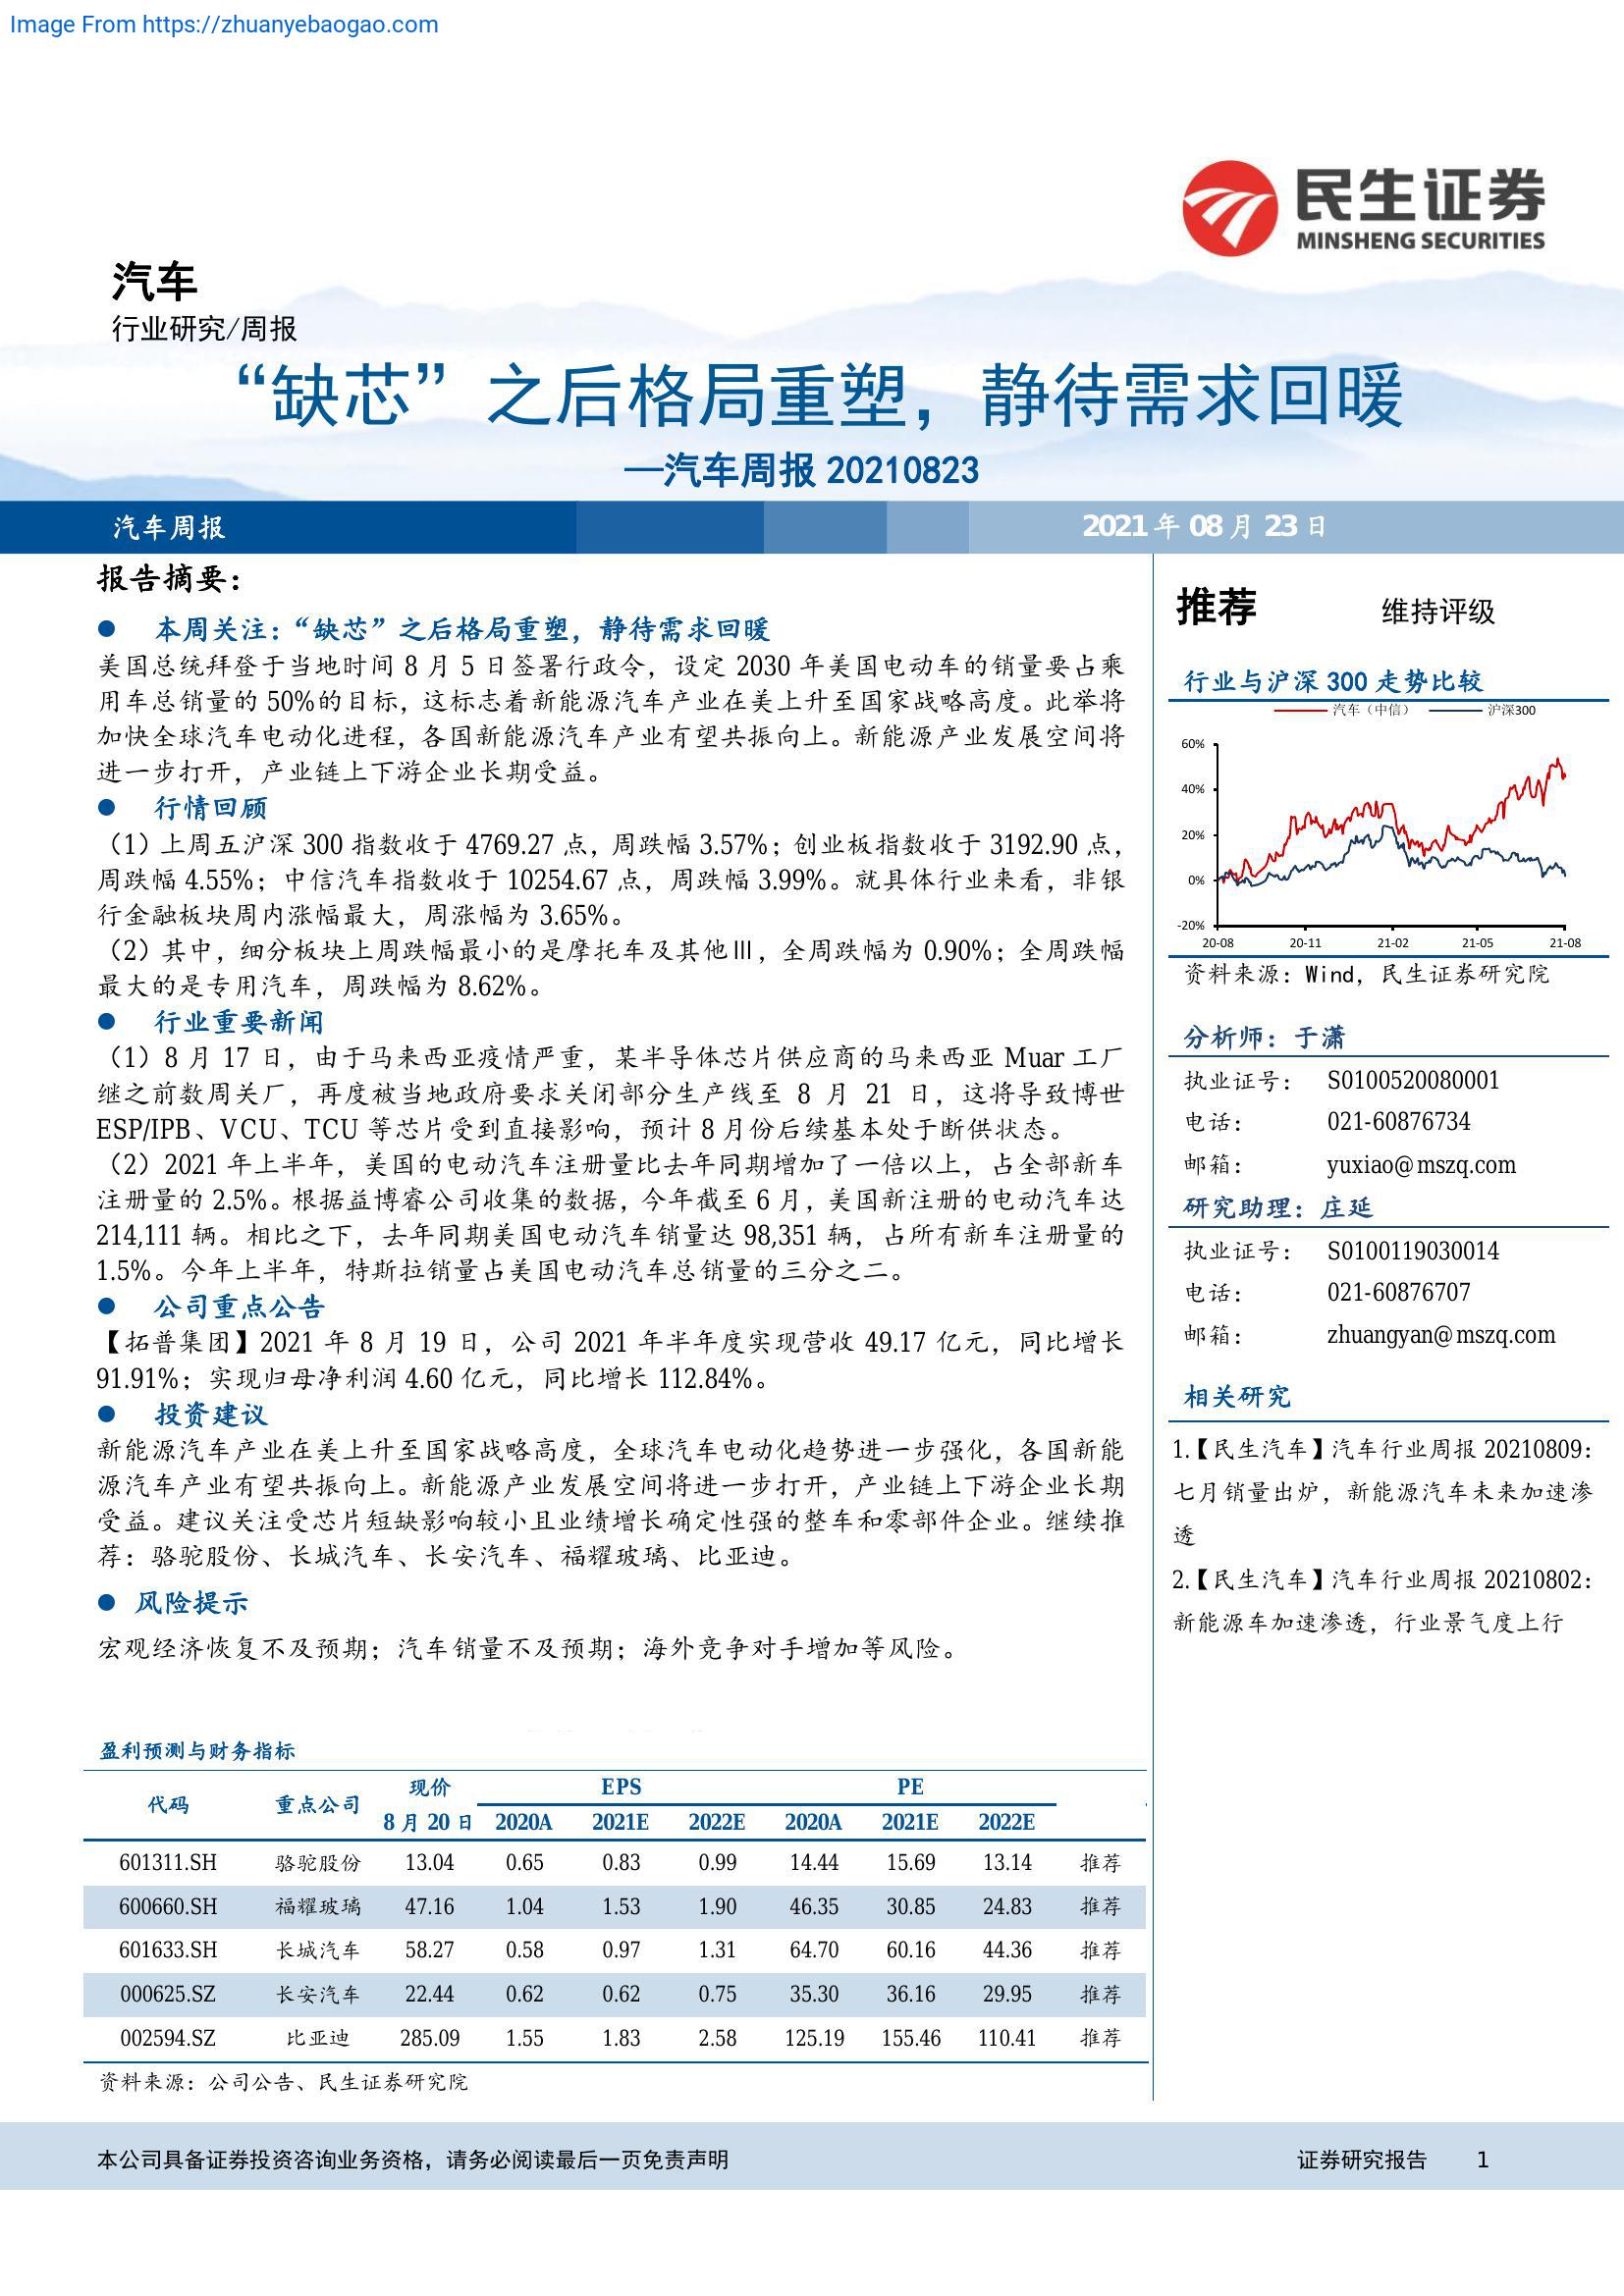 Image From https://zhuanyebaogao.com
民生证券
MINSHENG SECURITIES
汽车
行业研究/周报
“缺芯”之后格局重塑，静待需求回暖
—汽车周报 20210823
汽车周报
2021 年 08 月 23 日
报告摘要：
● 本周关注：“缺芯”之后格局重塑，静待需求回暖
美国总统拜登于当地时间 8 月 5 日签署行政令，设定 2030 年美国电动车的销量要占乘
用车总销量的 50%的目标，这标志着新能源汽车产业在美上升至国家战略高度。此举将
加快全球汽车电动化进程，各国新能源汽车产业有望共振向上。新能源产业发展空间将
进一步打开，产业链上下游企业长期受益。
● 行情回顾
（1）上周五沪深 300 指数收于 4769.27 点，周跌幅 3.57%；创业板指数收于 3192.90 点，
周跌幅 4.55%；中信汽车指数收于 10254.67 点，周跌幅 3.99%。就具体行业来看，非银
行金融板块周内涨幅最大，周涨幅为 3.65%。
（2）其中，细分板块上周跌幅最小的是摩托车及其他Ⅲ，全周跌幅为 0.90%；全周跌幅
最大的是专用汽车，周跌幅为 8.62%。
● 行业重要新闻
（1）8 月 17 日，由于马来西亚疫情严重，某半导体芯片供应商的马来西亚 Muar 工厂
继之前数周关厂，再度被当地政府要求关闭部分生产线至 8 月 21 日，这将导致博世
ESP/IPB、VCU、TCU 等芯片受到直接影响，预计 8 月份后续基本处于断供状态。
（2）2021 年上半年，美国的电动汽车注册量比去年同期增加了一倍以上，占全部新车
注册量的 2.5%。根据益博睿公司收集的数据，今年截至 6 月，美国新注册的电动汽车达
214,111 辆。相比之下，去年同期美国电动汽车销量达 98,351 辆，占所有新车注册量的
1.5%。今年上半年，特斯拉销量占美国电动汽车总销量的三分之二。
● 公司重点公告
【拓普集团】2021 年 8 月 19 日，公司 2021 年半年度实现营收 49.17 亿元，同比增长
91.91%；实现归母净利润 4.60 亿元，同比增长 112.84%。
● 投资建议
新能源汽车产业在美上升至国家战略高度，全球汽车电动化趋势进一步强化，各国新能
源汽车产业有望共振向上。新能源产业发展空间将进一步打开，产业链上下游企业长期
受益。建议关注受芯片短缺影响较小且业绩增长确定性强的整车和零部件企业。继续推
荐：骆驼股份、长城汽车、长安汽车、福耀玻璃、比亚迪。
● 风险提示
宏观经济恢复不及预期；汽车销量不及预期；海外竞争对手增加等风险。
盈利预测与财务指标
代码 重点公司 现价 EPS PE
8 月 20 日 2020A 2021E 2022E 2020A 2021E 2022E
601311.SH 骆驼股份 13.04 0.65 0.83 0.99 14.44 15.69 13.14 推荐
600660.SH 福耀玻璃 47.16 1.04 1.53 1.90 46.35 30.85 24.83 推荐
601633.SH 长城汽车 58.27 0.58 0.97 1.31 64.70 60.16 44.36 推荐
000625.SZ 长安汽车 22.44 0.62 0.62 0.75 35.30 36.16 29.95 推荐
002594.SZ 比亚迪 285.09 1.55 1.83 2.58 125.19 155.46 110.41 推荐
资料来源：公司公告、民生证券研究院
推荐 维持评级
行业与沪深 300 走势比较
汽车（中信） 沪深300
60%
40%
20%
0%
-20%
20-08 20-11 21-02 21-05 21-08
资料来源：Wind，民生证券研究院
分析师：于潇
执业证号： S0100520080001
电话： 021-60876734
邮箱： yuxiao@mszq.com
研究助理：庄延
执业证号： S0100119030014
电话： 021-60876707
邮箱： zhuangyan@mszq.com
相关研究
1.【民生汽车】汽车行业周报 20210809：
七月销量出炉，新能源汽车未来加速渗
透
2.【民生汽车】汽车行业周报 20210802：
新能源车加速渗透，行业景气度上行
本公司具备证券投资咨询业务资格，请务必阅读最后一页免责声明
证券研究报告 1